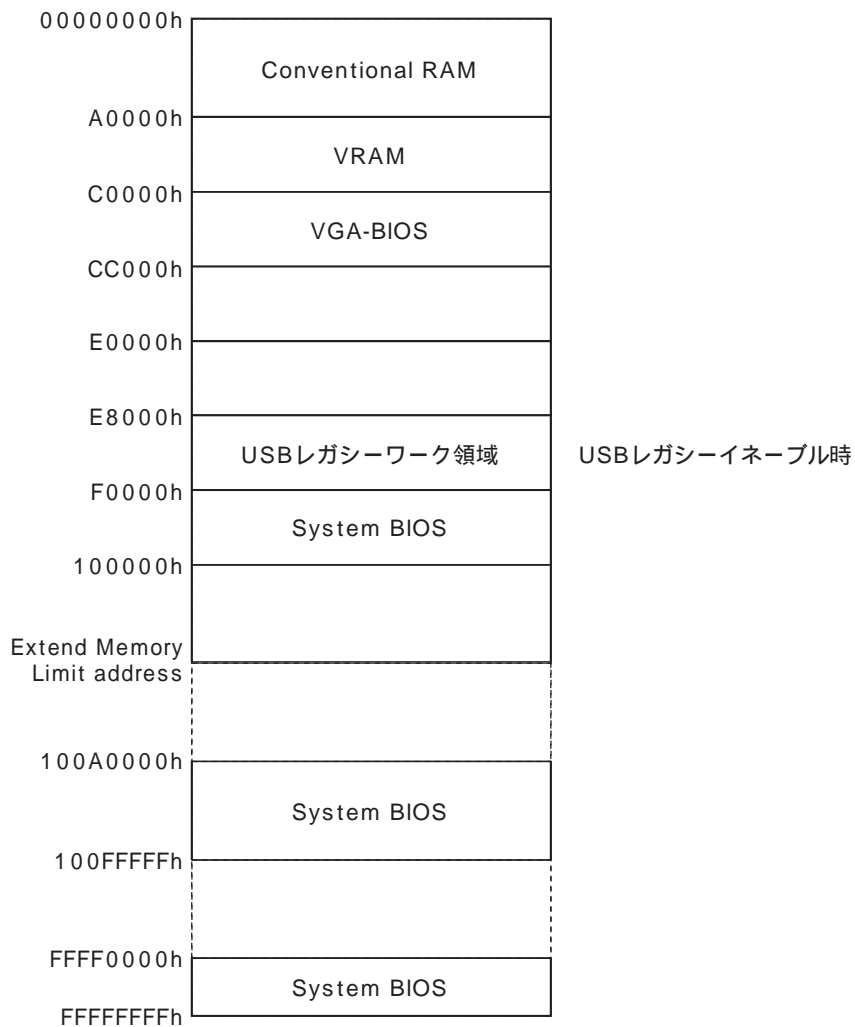 00000000h
Conventional RAM
A0000h
VRAM
C0000h
VGA-BIOS
CC000h
E0000h
E8000h
USBレガシーワーク領域 USBレガシーイネーブル時
F0000h
System BIOS
100000h
Extend Memory
Limit address
100A0000h
System BIOS
100FFFFFh
FFFF0000h
System BIOS
FFFFFFFFh